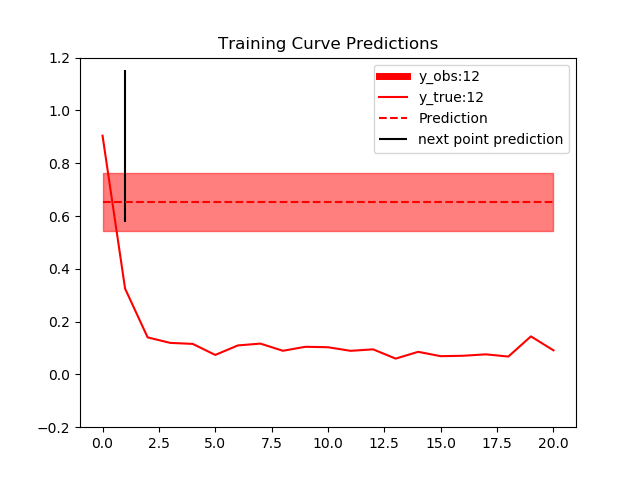 Training Curve Predictions
1.2
1.0
0.8
0.6
0.4
0.2
0.0
−0.2
y_obs:12
y_true:12
Prediction
next point prediction
0.0 2.5 5.0 7.5 10.0 12.5 15.0 17.5 20.0